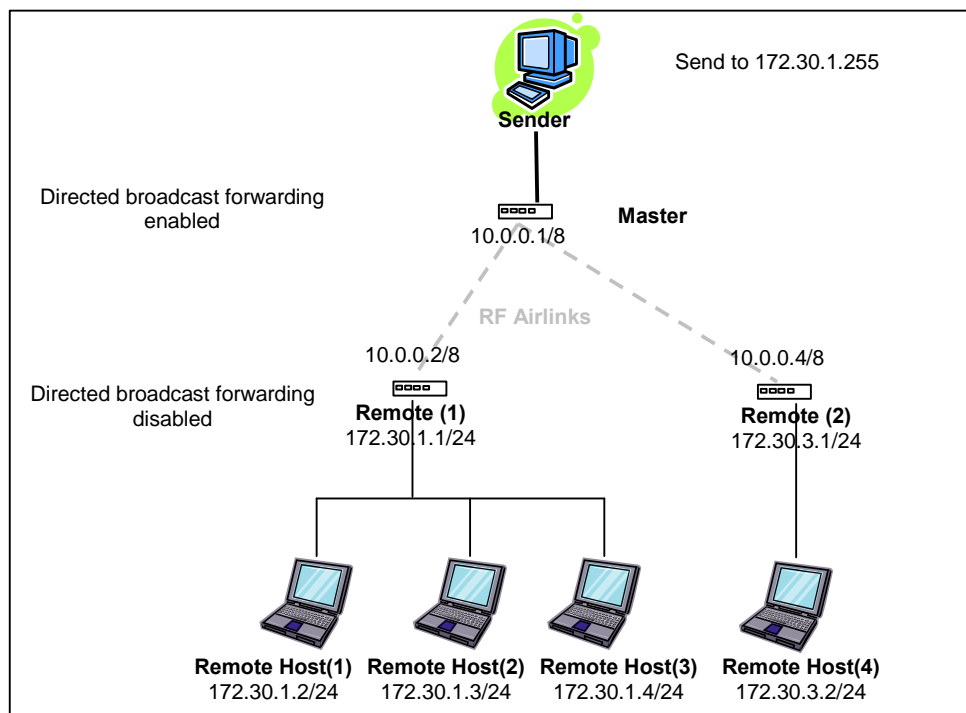 Send to 172.30.1.255
Sender
Directed broadcast forwarding
enabled
Master
10.0.0.1/8
RF Airlinks
10.0.0.2/8
10.0.0.4/8
Directed broadcast forwarding
disabled
Remote (1)
172.30.1.1/24
Remote (2)
172.30.3.1/24
Remote Host(1)
172.30.1.2/24
Remote Host(2)
172.30.1.3/24
Remote Host(3)
172.30.1.4/24
Remote Host(4)
172.30.3.2/24